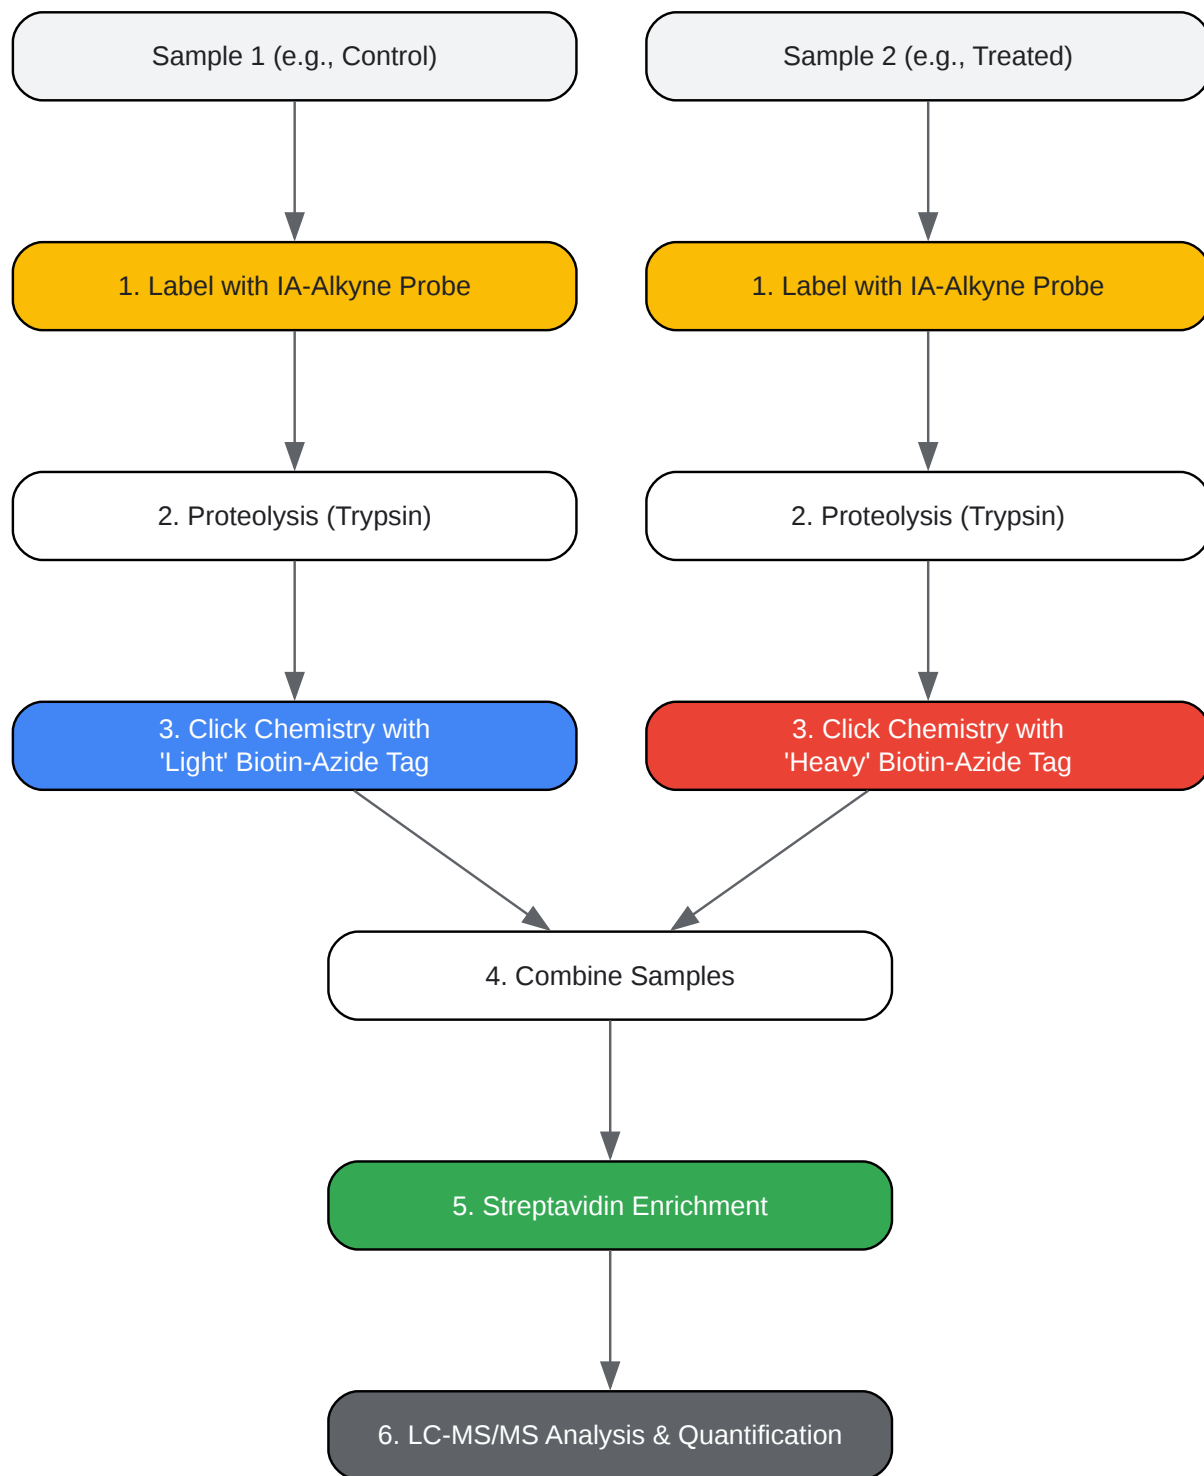 Sample 1 (e.g., Control)
Sample 2 (e.g., Treated)
1. Label with IA-Alkyne Probe
1. Label with IA-Alkyne Probe
2. Proteolysis (Trypsin)
2. Proteolysis (Trypsin)
3. Click Chemistry with
'Light' Biotin-Azide Tag
3. Click Chemistry with
'Heavy' Biotin-Azide Tag
4. Combine Samples
5. Streptavidin Enrichment
6. LC-MS/MS Analysis & Quantification